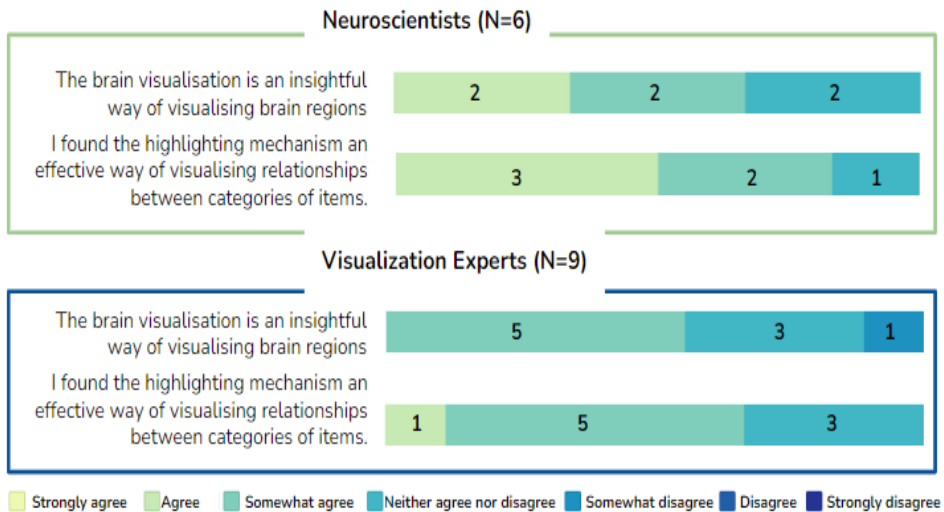 Neuroscientists (N=6)
The brain visualisation is an insightful
way of visualising brain regions
2 2 2
I found the highlighting mechanism an
effective way of visualising relationships
between categories of items.
3 2 1
Visualization Experts (N=9)
The brain visualisation is an insightful
way of visualising brain regions
5 3 1
I found the highlighting mechanism an
effective way of visualising relationships
between categories of items.
1 5 3
Strongly agree Agree Somewhat agree Neither agree nor disagree Somewhat disagree Disagree Strongly disagree